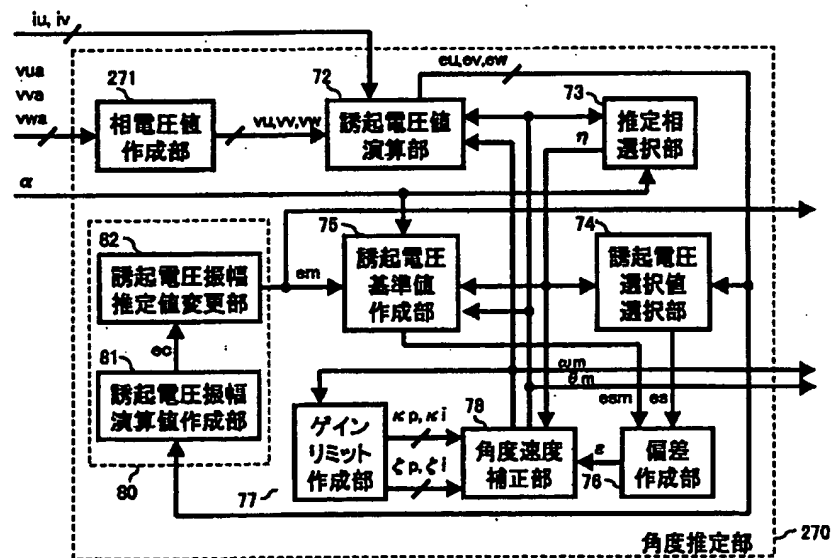 iu, iv
vua
vva
vwa
271
相電圧値
作成部
vu,vv,vw
72
誘起電圧値
演算部
eu,ev,ew
73
推定相
選択部
η
α
82
誘起電圧振幅
推定値変更部
em
75
誘起電圧
基準値
作成部
74
誘起電圧
選択値
選択部
ec
81
誘起電圧振幅
演算値作成部
80
ωm
θm
esm
es
ゲイン
リミット
作成部
77
κp,κi
ζp,ζi
78
角度速度
補正部
ε
76
偏差
作成部
角度推定部
270